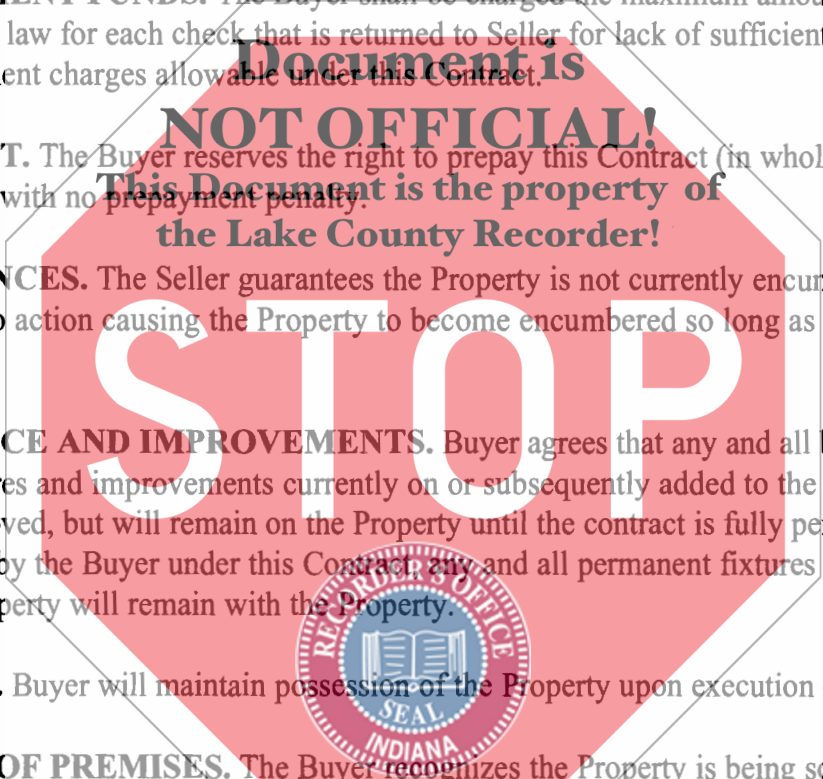 ENT FUNDS. The Buyer shall be charged the maximum amou
law for each check that is returned to Seller for lack of sufficient
ent charges allowable under this Contract.
Document is
NOT OFFICIAL!
T. The Buyer reserves the right to prepay this Contract (in whol
with no prepayment penalty.
This Document is the property of
the Lake County Recorder!
NCES. The Seller guarantees the Property is not currently encum
o action causing the Property to become encumbered so long as
STOP
CE AND IMPROVEMENTS. Buyer agrees that any and all b
es and improvements currently on or subsequently added to the
ved, but will remain on the Property until the contract is fully pe
by the Buyer under this Contract, any and all permanent fixtures
perty will remain with the Property.
RECORDER'S OFFICE
SEAL
INDIANA
. Buyer will maintain possession of the Property upon execution
OF PREMISES. The Buyer recognizes the Property is being so